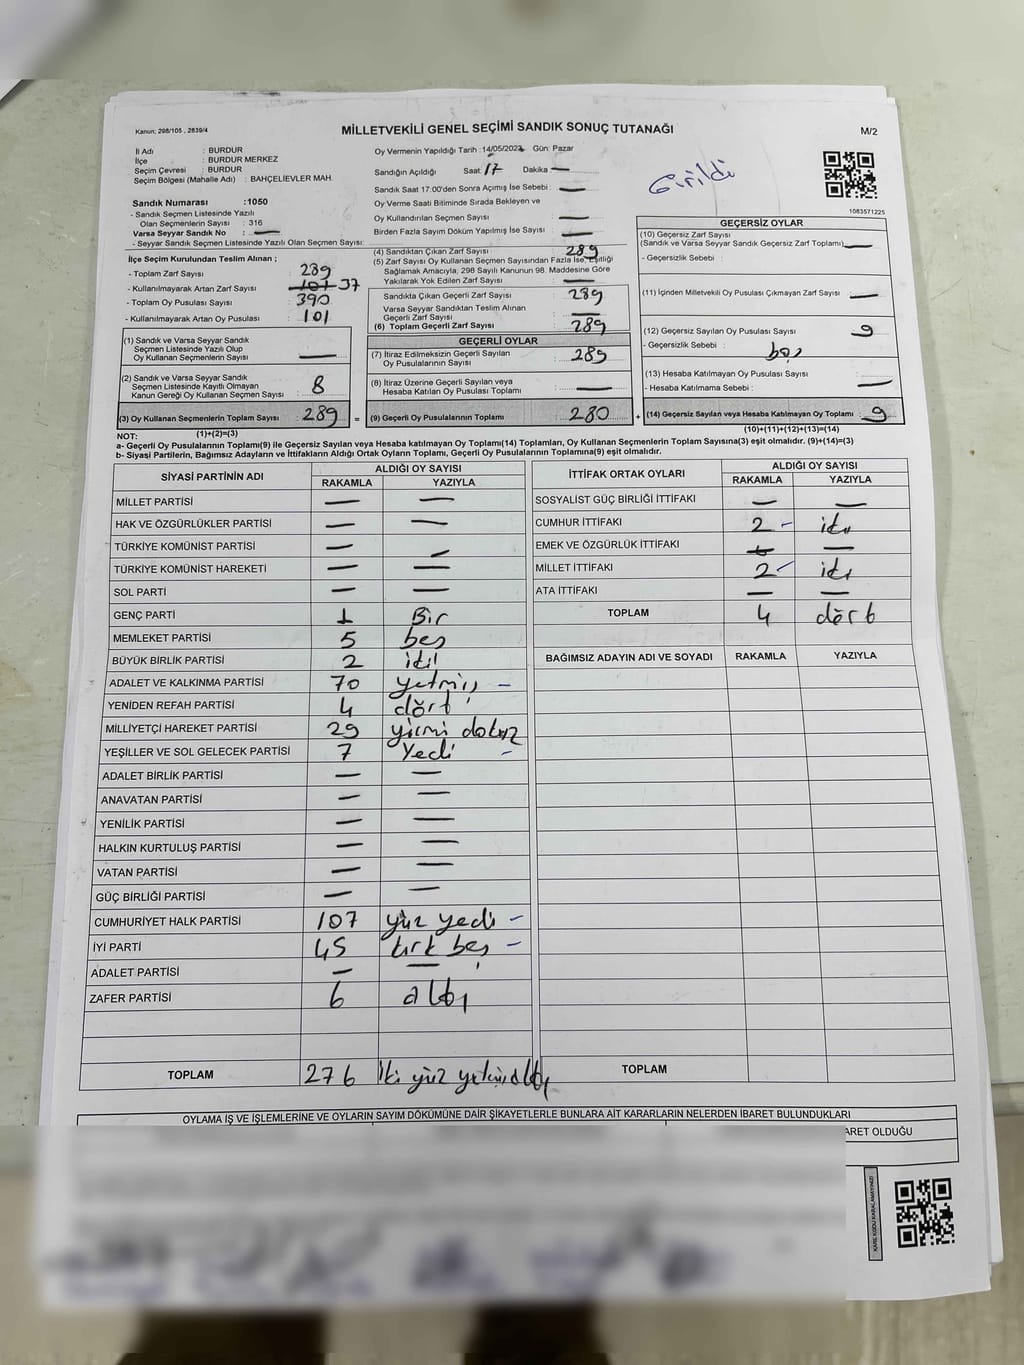 Kanun; 298/105 , 2839/4
MİLLETVEKİLİ GENEL SEÇİMİ SANDIK SONUÇ TUTANAĞI
M/2
İl Adı : BURDUR
İlçe : BURDUR MERKEZ
Seçim Çevresi : BURDUR
Seçim Bölgesi (Mahalle Adı) : BAHÇELİEVLER MAH.
Oy Vermenin Yapıldığı Tarih : 14/05/2023 Gün: Pazar
Sandığın Açıldığı Saat 17 Dakika —
Sandık Saat 17:00'den Sonra Açımış İse Sebebi : —
Oy Verme Saati Bitiminde Sırada Bekleyen ve
Oy Kullandırılan Seçmen Sayısı —
Birden Fazla Sayım Döküm Yapılmış İse Sayısı : —
Girildi
1083571225
Sandık Numarası :1050
- Sandık Seçmen Listesinde Yazılı
Olan Seçmenlerin Sayısı : 316
Varsa Seyyar Sandık No : —
- Seyyar Sandık Seçmen Listesinde Yazılı Olan Seçmen Sayısı:
İlçe Seçim Kurulundan Teslim Alınan ;
- Toplam Zarf Sayısı : 289
- Kullanılmayarak Artan Zarf Sayısı : 101 37
- Toplam Oy Pusulası Sayısı : 390
- Kullanılmayarak Artan Oy Pusulası : 101
(1) Sandık ve Varsa Seyyar Sandık
Seçmen Listesinde Yazılı Olup
Oy Kullanan Seçmenlerin Sayısı —
(2) Sandık ve Varsa Seyyar Sandık
Seçmen Listesinde Kayıtlı Olmayan
Kanun Gereği Oy Kullanan Seçmen Sayısı 8
(3) Oy Kullanan Seçmenlerin Toplam Sayısı : 289 =
(1)+(2)=(3)
(4) Sandıktan Çıkan Zarf Sayısı : 289
(5) Zarf Sayısı Oy Kullanan Seçmen Sayısından Fazla İse, Eşitliği
Sağlamak Amacıyla, 298 Sayılı Kanunun 98. Maddesine Göre
Yakılarak Yok Edilen Zarf Sayısı : —
Sandıkta Çıkan Geçerli Zarf Sayısı : 289
Varsa Seyyar Sandıktan Teslim Alınan
Geçerli Zarf Sayısı : —
(6) Toplam Geçerli Zarf Sayısı : 289
GEÇERLİ OYLAR
(7) İtiraz Edilmeksizin Geçerli Sayılan
Oy Pusulalarının Sayısı : 289
(8) İtiraz Üzerine Geçerli Sayılan veya
Hesaba Katılan Oy Pusulası Toplamı : —
(9) Geçerli Oy Pusulalarının Toplamı : 280 +
GEÇERSİZ OYLAR
(10) Geçersiz Zarf Sayısı
(Sandık ve Varsa Seyyar Sandık Geçersiz Zarf Toplamı) —
- Geçersizlik Sebebi :
(11) İçinden Milletvekili Oy Pusulası Çıkmayan Zarf Sayısı —
(12) Geçersiz Sayılan Oy Pusulası Sayısı : 9
- Geçersizlik Sebebi : boş
(13) Hesaba Katılmayan Oy Pusulası Sayısı
- Hesaba Katılmama Sebebi : —
(14) Geçersiz Sayılan veya Hesaba Katılmayan Oy Toplamı : 9
(10)+(11)+(12)+(13)=(14)
NOT:
a- Geçerli Oy Pusulalarının Toplamı(9) ile Geçersiz Sayılan veya Hesaba katılmayan Oy Toplamı(14) Toplamları, Oy Kullanan Seçmenlerin Toplam Sayısına(3) eşit olmalıdır. (9)+(14)=(3)
b- Siyasi Partilerin, Bağımsız Adayların ve İttifakların Aldığı Ortak Oyların Toplamı, Geçerli Oy Pusulalarının Toplamına(9) eşit olmalıdır.
SİYASİ PARTİNİN ADI ALDIĞI OY SAYISI
RAKAMLA YAZIYLA
MİLLET PARTİSİ — —
HAK VE ÖZGÜRLÜKLER PARTİSİ — —
TÜRKİYE KOMÜNİST PARTİSİ — —
TÜRKİYE KOMÜNİST HAREKETİ — —
SOL PARTİ — —
GENÇ PARTİ 1 Bir
MEMLEKET PARTİSİ 5 beş
BÜYÜK BİRLİK PARTİSİ 2 iki
ADALET VE KALKINMA PARTİSİ 70 yetmiş –
YENİDEN REFAH PARTİSİ 4 dört
MİLLİYETÇİ HAREKET PARTİSİ 29 yirmi dokuz
YEŞİLLER VE SOL GELECEK PARTİSİ 7 Yedi –
ADALET BİRLİK PARTİSİ — —
ANAVATAN PARTİSİ — —
YENİLİK PARTİSİ — —
HALKIN KURTULUŞ PARTİSİ — —
VATAN PARTİSİ — —
GÜÇ BİRLİĞİ PARTİSİ — —
CUMHURİYET HALK PARTİSİ 107 yüz yedi –
İYİ PARTİ 45 kırk beş –
ADALET PARTİSİ — —
ZAFER PARTİSİ 6 altı
TOPLAM 276 İki yüz yetmiş altı
İTTİFAK ORTAK OYLARI ALDIĞI OY SAYISI
RAKAMLA YAZIYLA
SOSYALİST GÜÇ BİRLİĞİ İTTİFAKI — —
CUMHUR İTTİFAKI 2 – iki
EMEK VE ÖZGÜRLÜK İTTİFAKI — —
MİLLET İTTİFAKI 2 – iki
ATA İTTİFAKI — —
TOPLAM 4 dört
BAĞIMSIZ ADAYIN ADI VE SOYADI RAKAMLA YAZIYLA
TOPLAM
OYLAMA İŞ VE İŞLEMLERİNE VE OYLARIN SAYIM DÖKÜMÜNE DAİR ŞİKAYETLERLE BUNLARA AİT KARARLARIN NELERDEN İBARET BULUNDUKLARI
ARET OLDUĞU